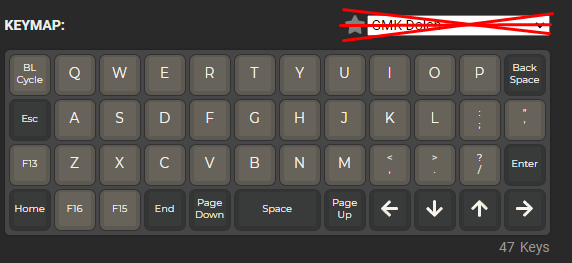 KEYMAP: GMK Dolch
BL Cycle Q W E R T Y U I O P Back Space
Esc A S D F G H J K L : ; " '
F13 Z X C V B N M < , > . ? / Enter
Home F16 F15 End Page Down Space Page Up ← ↓ ↑ →
47 Keys